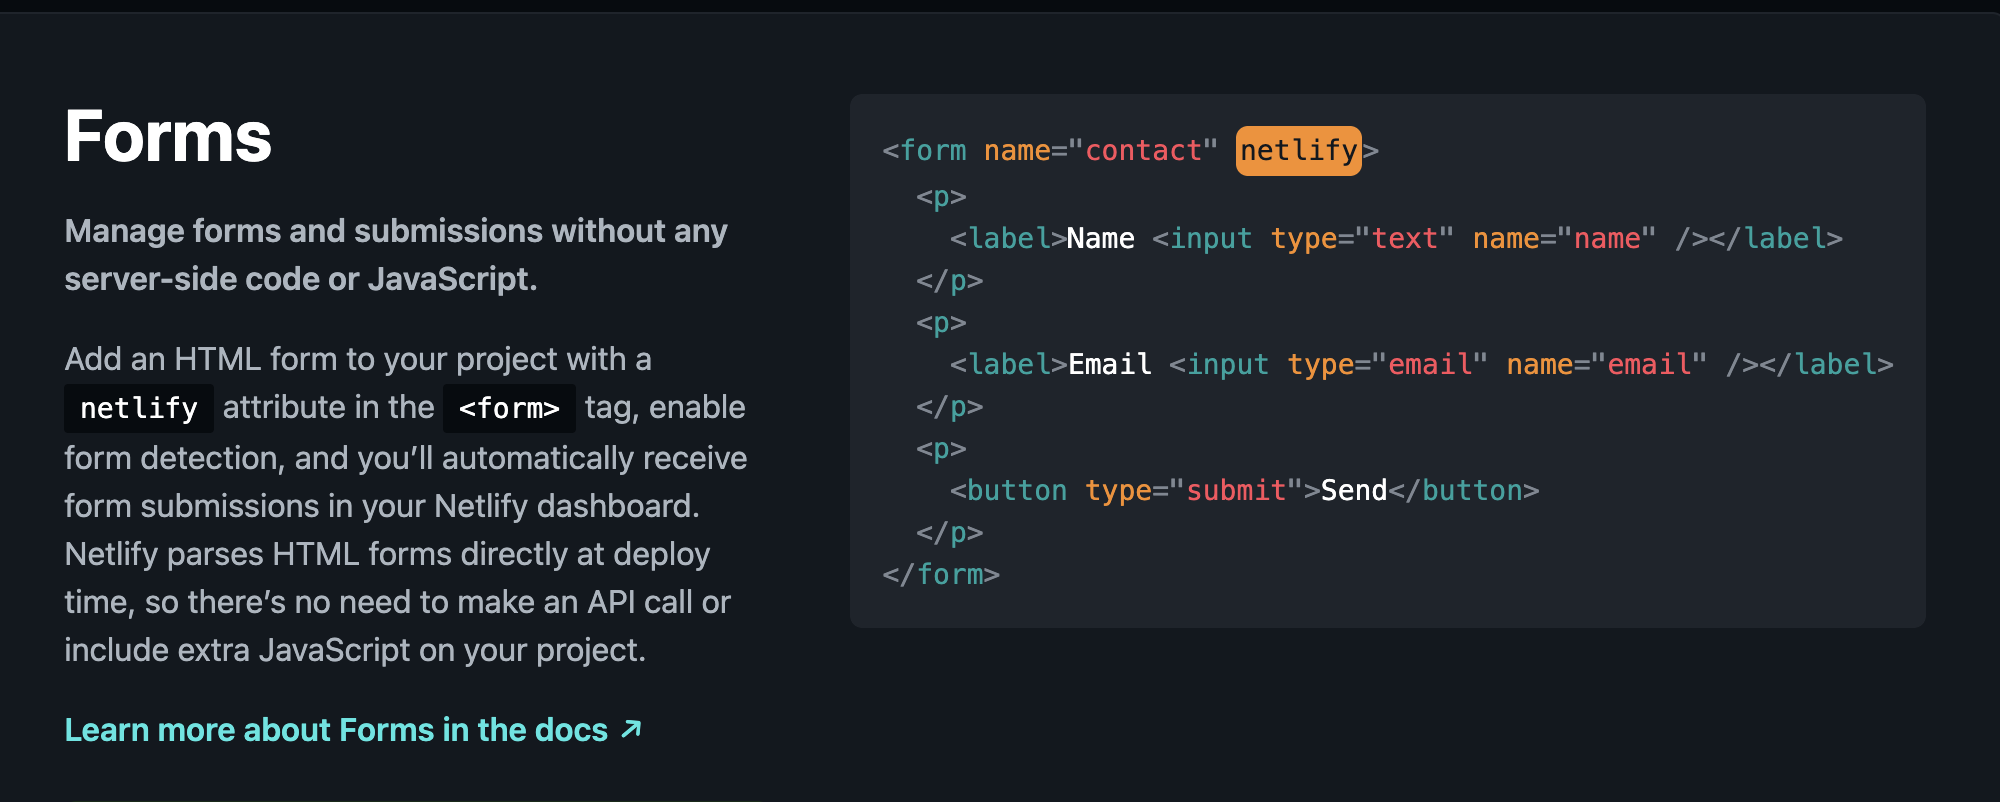 Forms
Manage forms and submissions without any
server-side code or JavaScript.
Add an HTML form to your project with a
netlify attribute in the <form> tag, enable
form detection, and you’ll automatically receive
form submissions in your Netlify dashboard.
Netlify parses HTML forms directly at deploy
time, so there’s no need to make an API call or
include extra JavaScript on your project.
Learn more about Forms in the docs ↗
<form name="contact" netlify>
  <p>
    <label>Name <input type="text" name="name" /></label>
  </p>
  <p>
    <label>Email <input type="email" name="email" /></label>
  </p>
  <p>
    <button type="submit">Send</button>
  </p>
</form>